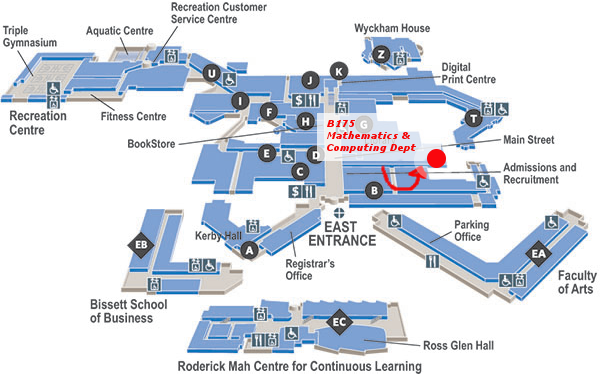 Recreation Customer
Service Centre
Aquatic Centre
Triple
Gymnasium
Wyckham House
Z
U
J
K
Digital
Print Centre
I
F
Fitness Centre
Recreation
Centre
H
G
T
B175
Mathematics &
Computing Dept
BookStore
Main Street
E
D
C
Admissions and
Recruitment
B
EAST
ENTRANCE
Kerby Hall
A
Registrar's
Office
Parking
Office
EB
EA
Bissett School
of Business
Faculty
of Arts
EC
Ross Glen Hall
Roderick Mah Centre for Continuous Learning